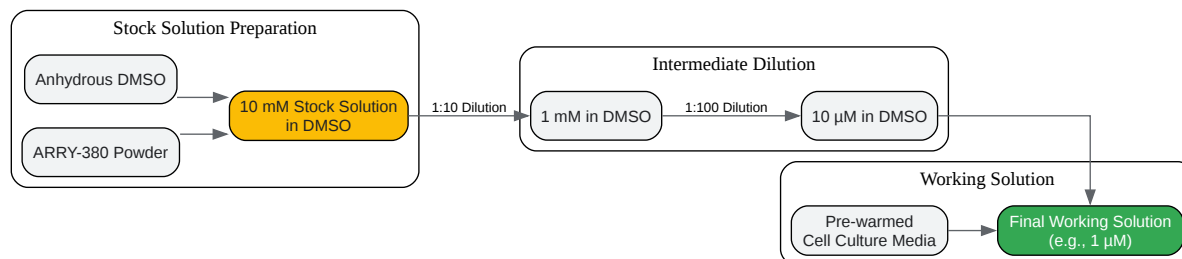 Stock Solution Preparation
Anhydrous DMSO
ARRY-380 Powder
10 mM Stock Solution
in DMSO
1:10 Dilution
Intermediate Dilution
1 mM in DMSO
1:100 Dilution
10 µM in DMSO
Working Solution
Pre-warmed
Cell Culture Media
Final Working Solution
(e.g., 1 µM)